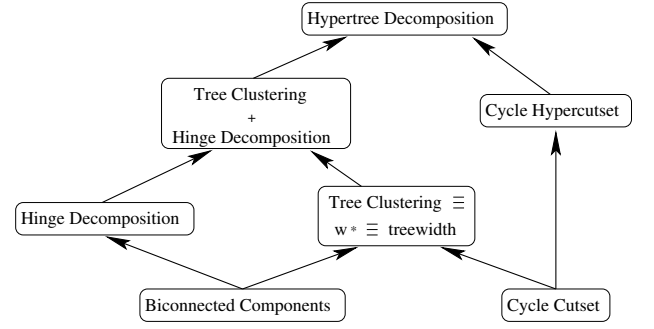 Hypertree Decomposition
Tree Clustering
+
Hinge Decomposition
Cycle Hypercutset
Hinge Decomposition
Tree Clustering ≡
w* ≡ treewidth
Biconnected Components
Cycle Cutset